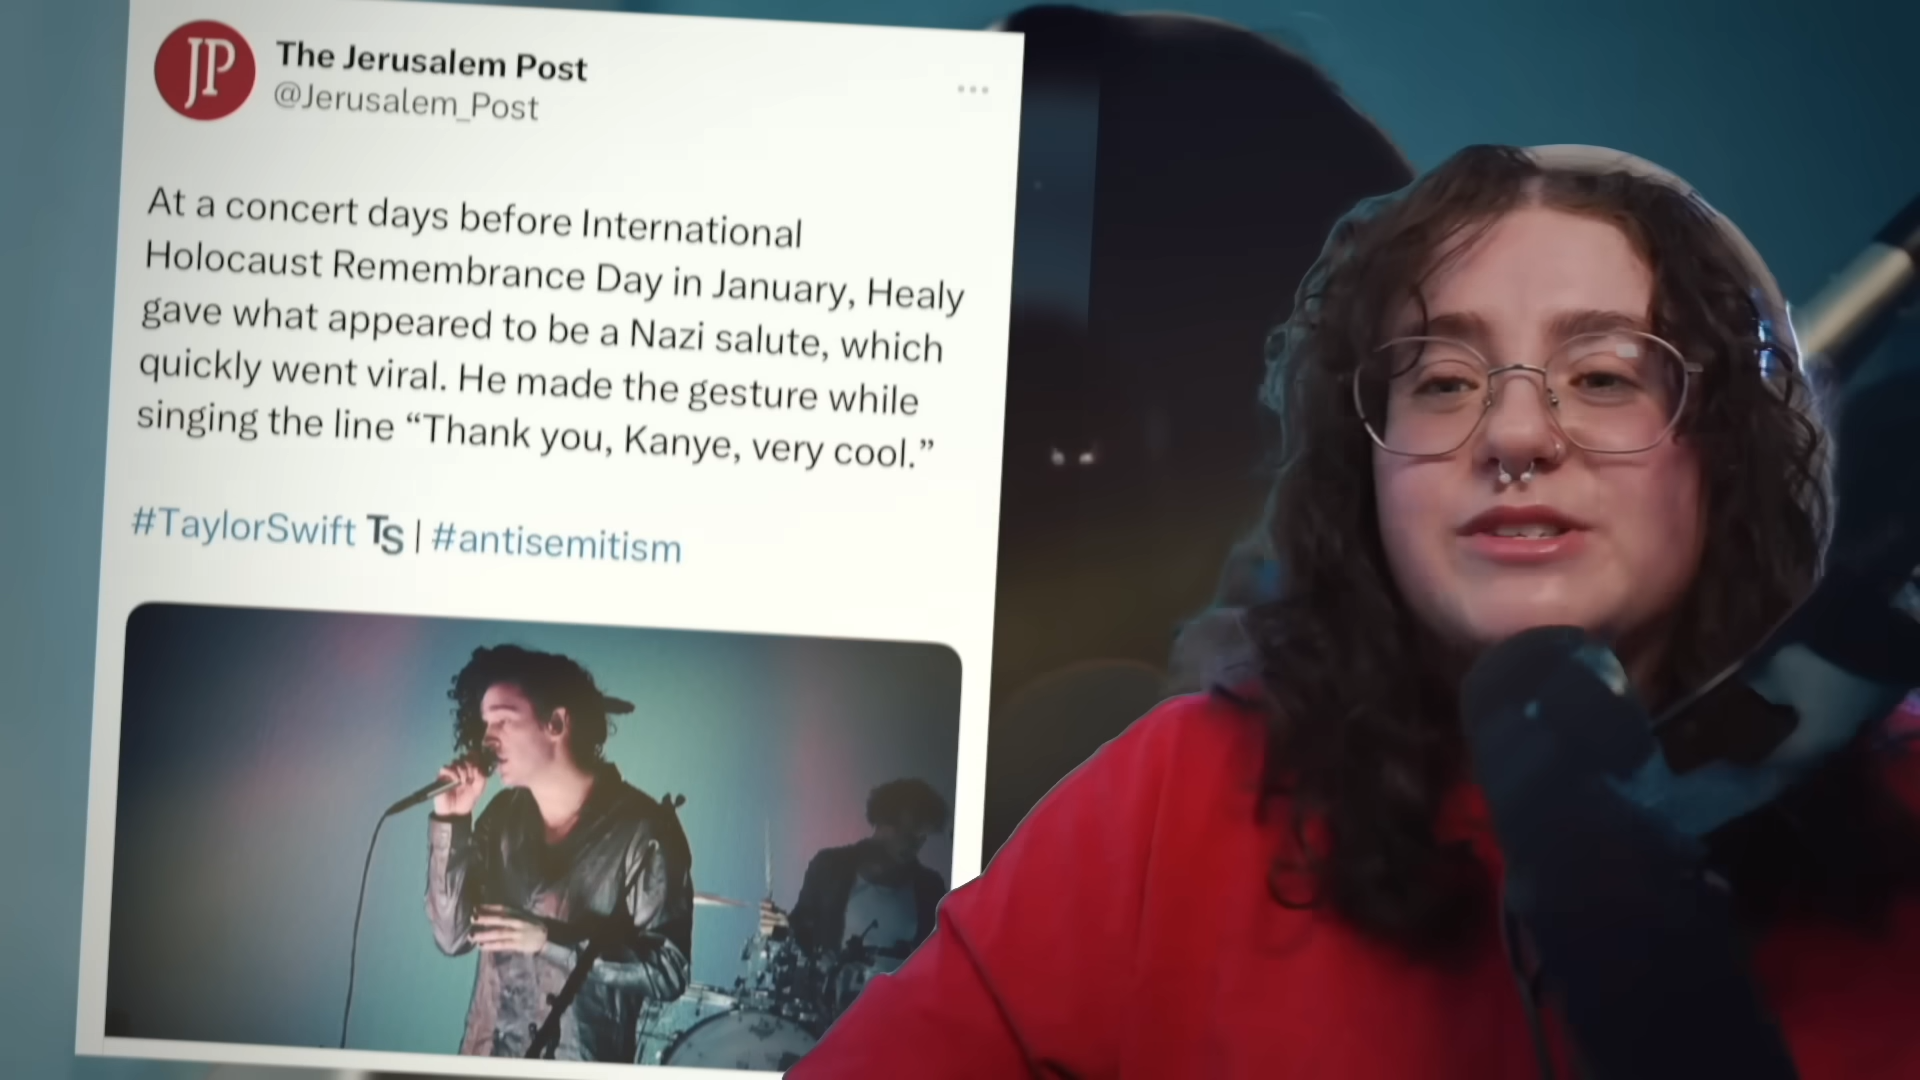 JP
The Jerusalem Post
@Jerusalem_Post
At a concert days before International
Holocaust Remembrance Day in January, Healy
gave what appeared to be a Nazi salute, which
quickly went viral. He made the gesture while
singing the line “Thank you, Kanye, very cool.”
#TaylorSwift TS | #antisemitism